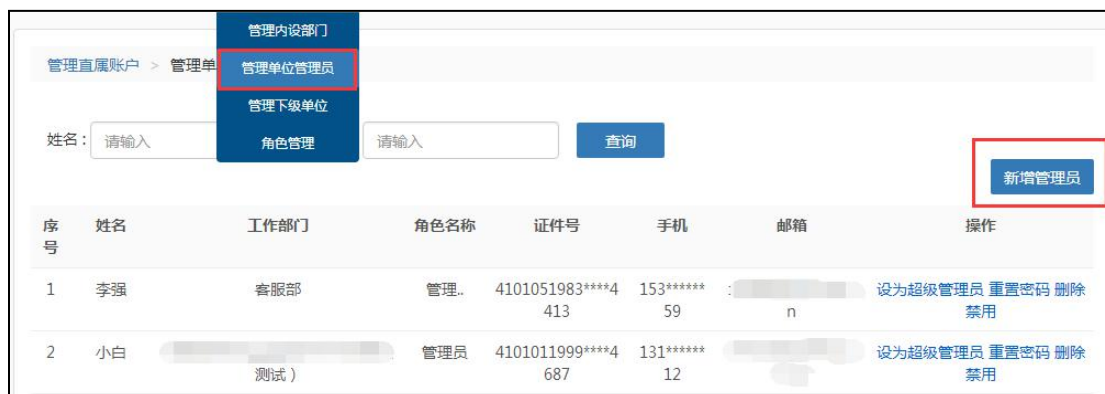 管理内设部门
管理直属账户 > 管理单
管理单位管理员
管理下级单位
角色管理
姓名： 请输入 请输入 查询
新增管理员
序号 姓名 工作部门 角色名称 证件号 手机 邮箱 操作
1 李强 客服部 管理.. 4101051983****4 153****** 设为超级管理员 重置密码 删除
413 59 n 禁用
2 小白 管理员 4101011999****4 131****** 设为超级管理员 重置密码 删除
测试） 687 12 禁用